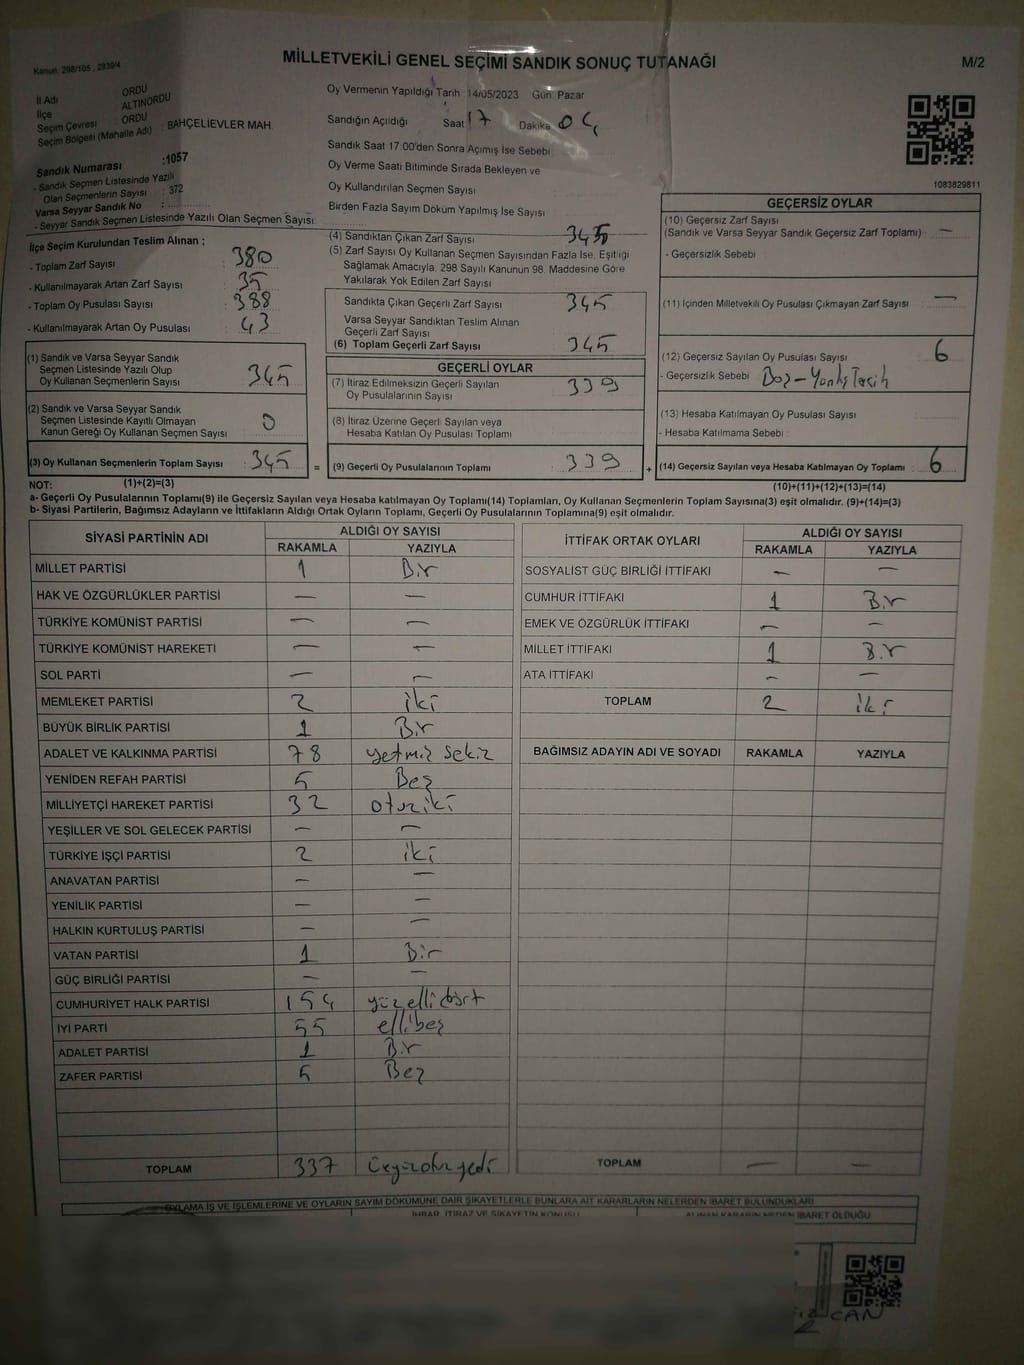 MİLLETVEKİLİ GENEL SEÇİMİ SANDIK SONUÇ TUTANAĞI
M/2
Kanun: 298/105 , 2839/4
İl Adı ORDU
İlçe ALTINORDU
Seçim Çevresi : ORDU
Seçim Bölgesi (Mahalle Adı) : BAHÇELİEVLER MAH.
Sandık Numarası :1057
- Sandık Seçmen Listesinde Yazılı
Olan Seçmenlerin Sayısı : 372
Varsa Seyyar Sandık No :
- Seyyar Sandık Seçmen Listesinde Yazılı Olan Seçmen Sayısı :
Oy Vermenin Yapıldığı Tarih :14/05/2023 Gün: Pazar
Sandığın Açıldığı Saat 17 Dakika 04
Sandık Saat 17:00'den Sonra Açımış İse Sebebi
Oy Verme Saati Bitiminde Sırada Bekleyen ve
Oy Kullandırılan Seçmen Sayısı
Birden Fazla Sayım Döküm Yapılmış İse Sayısı
1083829811
İlçe Seçim Kurulundan Teslim Alınan ;
- Toplam Zarf Sayısı : 380
- Kullanılmayarak Artan Zarf Sayısı : 35
- Toplam Oy Pusulası Sayısı : 388
- Kullanılmayarak Artan Oy Pusulası : 43
(1) Sandık ve Varsa Seyyar Sandık
Seçmen Listesinde Yazılı Olup
Oy Kullanan Seçmenlerin Sayısı : 345
(2) Sandık ve Varsa Seyyar Sandık
Seçmen Listesinde Kayıtlı Olmayan
Kanun Gereği Oy Kullanan Seçmen Sayısı : 0
(3) Oy Kullanan Seçmenlerin Toplam Sayısı : 345
(4) Sandıktan Çıkan Zarf Sayısı
(5) Zarf Sayısı Oy Kullanan Seçmen Sayısından Fazla İse, Eşitliği
Sağlamak Amacıyla, 298 Sayılı Kanunun 98. Maddesine Göre
Yakılarak Yok Edilen Zarf Sayısı
Sandıkta Çıkan Geçerli Zarf Sayısı 345
Varsa Seyyar Sandıktan Teslim Alınan
Geçerli Zarf Sayısı
(6) Toplam Geçerli Zarf Sayısı 345
GEÇERLİ OYLAR
(7) İtiraz Edilmeksizin Geçerli Sayılan
Oy Pusulalarının Sayısı 339
(8) İtiraz Üzerine Geçerli Sayılan veya
Hesaba Katılan Oy Pusulası Toplamı
= (9) Geçerli Oy Pusulalarının Toplamı 339
GEÇERSİZ OYLAR
(10) Geçersiz Zarf Sayısı
(Sandık ve Varsa Seyyar Sandık Geçersiz Zarf Toplamı) : —
- Geçersizlik Sebebi :
(11) İçinden Milletvekili Oy Pusulası Çıkmayan Zarf Sayısı : —
(12) Geçersiz Sayılan Oy Pusulası Sayısı : 6
- Geçersizlik Sebebi : Boş-Yanlış Tercih
(13) Hesaba Katılmayan Oy Pusulası Sayısı :
- Hesaba Katılmama Sebebi :
+ (14) Geçersiz Sayılan veya Hesaba Katılmayan Oy Toplamı : 6
NOT: (1)+(2)=(3)
(10)+(11)+(12)+(13)=(14)
a- Geçerli Oy Pusulalarının Toplamı(9) ile Geçersiz Sayılan veya Hesaba katılmayan Oy Toplamı(14) Toplamları, Oy Kullanan Seçmenlerin Toplam Sayısına(3) eşit olmalıdır. (9)+(14)=(3)
b- Siyasi Partilerin, Bağımsız Adayların ve İttifakların Aldığı Ortak Oyların Toplamı, Geçerli Oy Pusulalarının Toplamına(9) eşit olmalıdır.
SİYASİ PARTİNİN ADI
ALDIĞI OY SAYISI
RAKAMLA YAZIYLA
MİLLET PARTİSİ 1 Bir
HAK VE ÖZGÜRLÜKLER PARTİSİ — —
TÜRKİYE KOMÜNİST PARTİSİ — —
TÜRKİYE KOMÜNİST HAREKETİ — —
SOL PARTİ — —
MEMLEKET PARTİSİ 2 iki
BÜYÜK BİRLİK PARTİSİ 1 Bir
ADALET VE KALKINMA PARTİSİ 78 yetmiş sekiz
YENİDEN REFAH PARTİSİ 5 Beş
MİLLİYETÇİ HAREKET PARTİSİ 32 otuziki
YEŞİLLER VE SOL GELECEK PARTİSİ — —
TÜRKİYE İŞÇİ PARTİSİ 2 iki
ANAVATAN PARTİSİ — —
YENİLİK PARTİSİ — —
HALKIN KURTULUŞ PARTİSİ — —
VATAN PARTİSİ 1 Bir
GÜÇ BİRLİĞİ PARTİSİ — —
CUMHURİYET HALK PARTİSİ 154 yüzellidört
İYİ PARTİ 55 ellibeş
ADALET PARTİSİ 1 Bir
ZAFER PARTİSİ 5 Beş
TOPLAM 337 üçyüzotuzyedi
İTTİFAK ORTAK OYLARI
ALDIĞI OY SAYISI
RAKAMLA YAZIYLA
SOSYALİST GÜÇ BİRLİĞİ İTTİFAKI — —
CUMHUR İTTİFAKI 1 Bir
EMEK VE ÖZGÜRLÜK İTTİFAKI — —
MİLLET İTTİFAKI 1 Bir
ATA İTTİFAKI — —
TOPLAM 2 iki
BAĞIMSIZ ADAYIN ADI VE SOYADI RAKAMLA YAZIYLA
TOPLAM — —
OYLAMA İŞ VE İŞLEMLERİNE VE OYLARIN SAYIM DÖKÜMÜNE DAİR ŞİKAYETLERLE BUNLARA AİT KARARLARIN NELERDEN İBARET BULUNDUKLARI
İHBAR, İTİRAZ VE ŞİKAYETİN KONUSU
ALINAN KARARIN NEDEN İBARET OLDUĞU
CAN